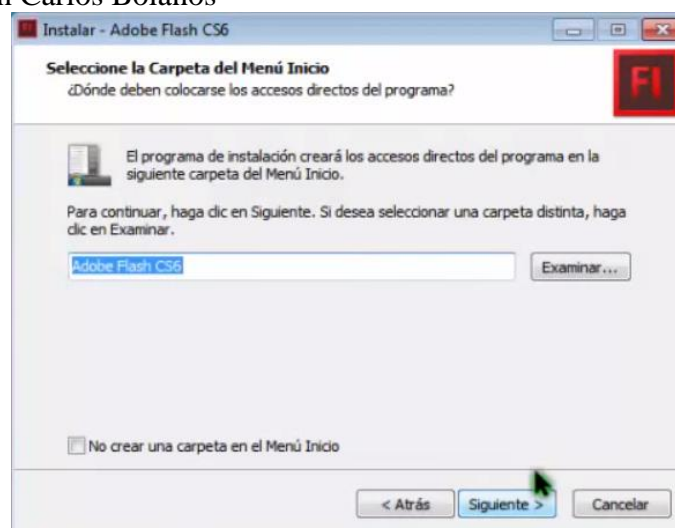 Carlos Bolaños
Instalar - Adobe Flash CS6
Seleccione la Carpeta del Menú Inicio
¿Dónde deben colocarse los accesos directos del programa?
Fl
El programa de instalación creará los accesos directos del programa en la
siguiente carpeta del Menú Inicio.
Para continuar, haga clic en Siguiente. Si desea seleccionar una carpeta distinta, haga
clic en Examinar.
Adobe Flash CS6
Examinar...
No crear una carpeta en el Menú Inicio
< Atrás
Siguiente >
Cancelar